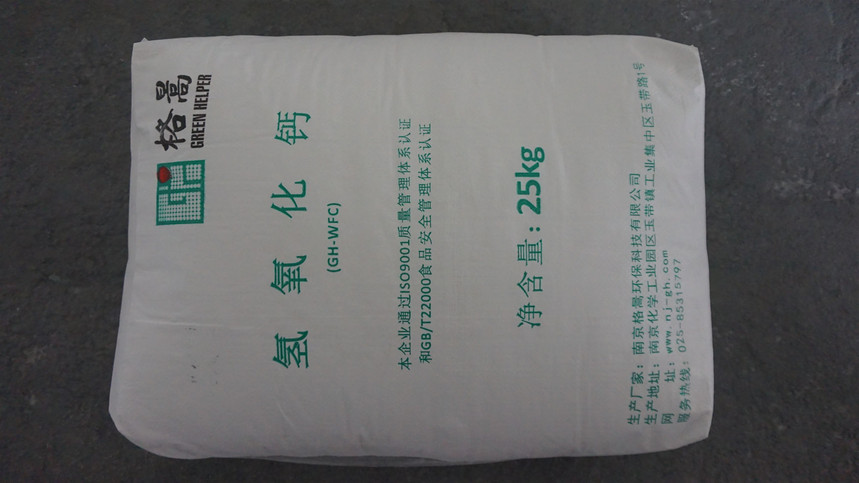 格嵩
GREEN HELPER
氢氧化钙
(GH-WFC)
本企业通过ISO9001质量管理体系认证
和GB/T22000食品安全管理体系认证
净含量：25kg
生产厂家：南京格嵩环保科技有限公司
生产地址：南京化学工业园区玉带镇工业集中区玉带路1号
网 址：www.nj-gh.com
服务热线：025-85315797